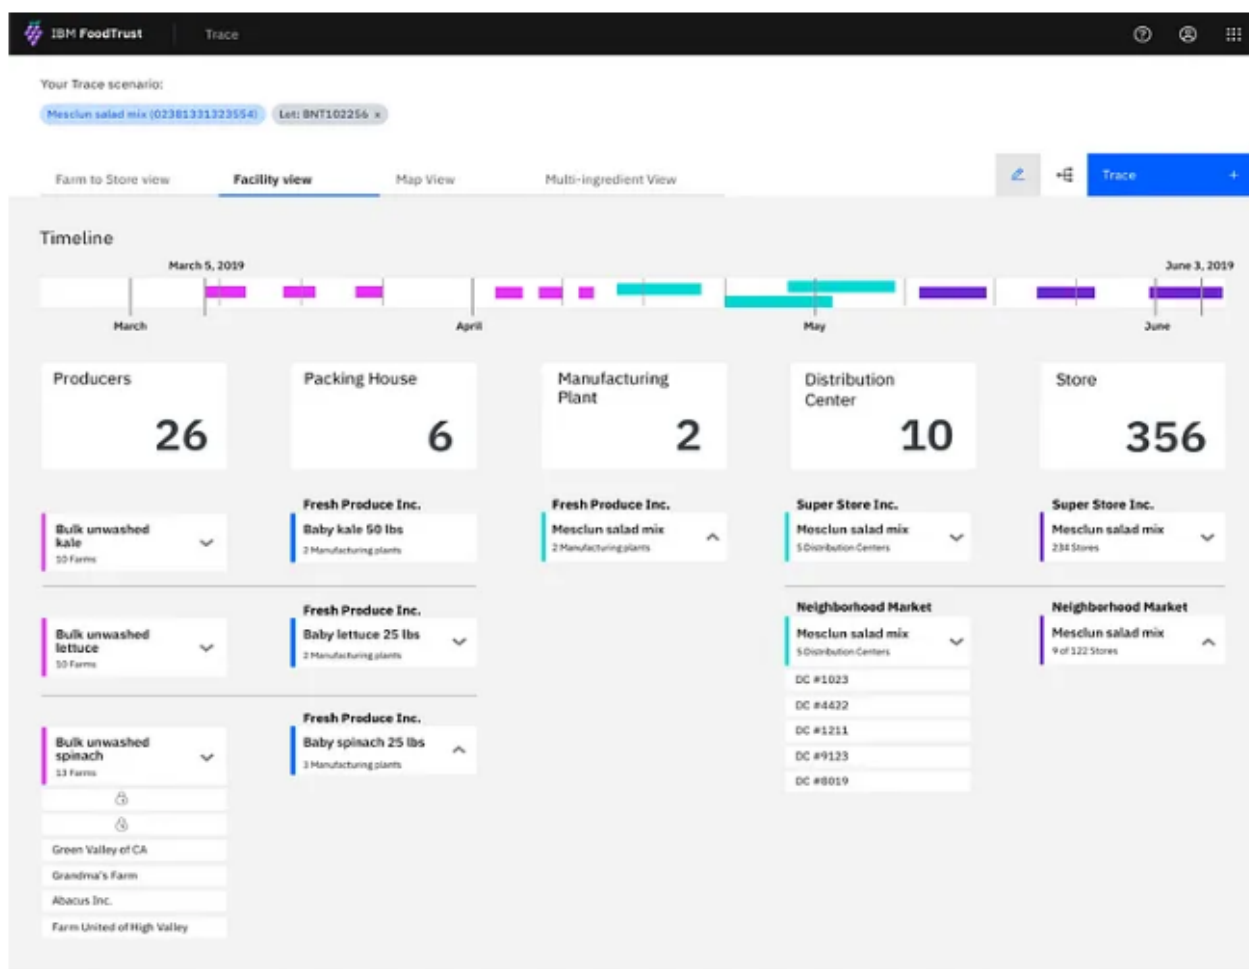 IBM FoodTrust
Trace
Your Trace scenario:
Mesclun salad mix (02381331323554)
Lot: BNT102256 ×
Farm to Store view
Facility view
Map View
Multi-ingredient View
Trace +
Timeline
March 5, 2019
June 3, 2019
March
April
May
June
Producers
26
Packing House
6
Manufacturing
Plant
2
Distribution
Center
10
Store
356
Bulk unwashed
kale
10 Farms
Fresh Produce Inc.
Baby kale 50 lbs
2 Manufacturing plants
Fresh Produce Inc.
Mesclun salad mix
2 Manufacturing plants
Super Store Inc.
Mesclun salad mix
5 Distribution Centers
Super Store Inc.
Mesclun salad mix
234 Stores
Bulk unwashed
lettuce
10 Farms
Fresh Produce Inc.
Baby lettuce 25 lbs
2 Manufacturing plants
Neighborhood Market
Mesclun salad mix
5 Distribution Centers
DC #1023
DC #4422
DC #1211
DC #9123
DC #8019
Neighborhood Market
Mesclun salad mix
9 of 122 Stores
Bulk unwashed
spinach
13 Farms
Green Valley of CA
Grandma's Farm
Abacus Inc.
Farm United of High Valley
Fresh Produce Inc.
Baby spinach 25 lbs
3 Manufacturing plants